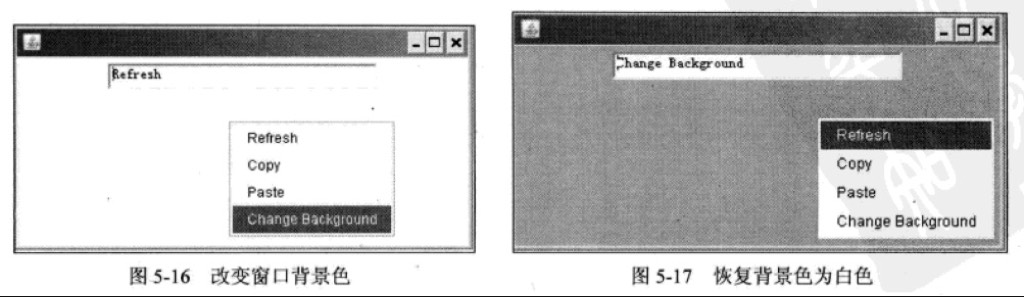 Refresh
Refresh
Copy
Paste
Change Background
图 5-16 改变窗口背景色
Change Background
Refresh
Copy
Paste
Change Background
图 5-17 恢复背景色为白色